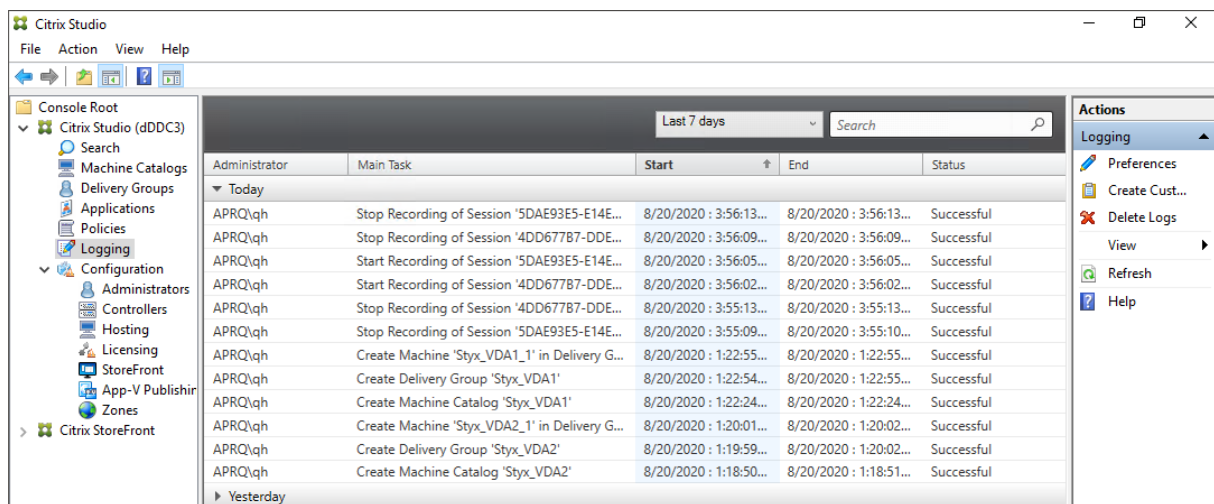 Citrix Studio
File Action View Help
Console Root
Citrix Studio (dDDC3)
Search
Machine Catalogs
Delivery Groups
Applications
Policies
Logging
Configuration
Administrators
Controllers
Hosting
Licensing
StoreFront
App-V Publishin
Zones
Citrix StoreFront
Last 7 days Search
Administrator Main Task Start End Status
Today
APRQ\qh Stop Recording of Session '5DAE93E5-E14E... 8/20/2020 : 3:56:13... 8/20/2020 : 3:56:13... Successful
APRQ\qh Stop Recording of Session '4DD677B7-DDE... 8/20/2020 : 3:56:09... 8/20/2020 : 3:56:09... Successful
APRQ\qh Start Recording of Session '5DAE93E5-E14E... 8/20/2020 : 3:56:05... 8/20/2020 : 3:56:05... Successful
APRQ\qh Start Recording of Session '4DD677B7-DDE... 8/20/2020 : 3:56:02... 8/20/2020 : 3:56:02... Successful
APRQ\qh Stop Recording of Session '4DD677B7-DDE... 8/20/2020 : 3:55:13... 8/20/2020 : 3:55:13... Successful
APRQ\qh Stop Recording of Session '5DAE93E5-E14E... 8/20/2020 : 3:55:09... 8/20/2020 : 3:55:10... Successful
APRQ\qh Create Machine 'Styx_VDA1_1' in Delivery G... 8/20/2020 : 1:22:55... 8/20/2020 : 1:22:55... Successful
APRQ\qh Create Delivery Group 'Styx_VDA1' 8/20/2020 : 1:22:54... 8/20/2020 : 1:22:55... Successful
APRQ\qh Create Machine Catalog 'Styx_VDA1' 8/20/2020 : 1:22:24... 8/20/2020 : 1:22:24... Successful
APRQ\qh Create Machine 'Styx_VDA2_1' in Delivery G... 8/20/2020 : 1:20:01... 8/20/2020 : 1:20:02... Successful
APRQ\qh Create Delivery Group 'Styx_VDA2' 8/20/2020 : 1:19:59... 8/20/2020 : 1:20:02... Successful
APRQ\qh Create Machine Catalog 'Styx_VDA2' 8/20/2020 : 1:18:50... 8/20/2020 : 1:18:51... Successful
Yesterday
Actions
Logging
Preferences
Create Cust...
Delete Logs
View
Refresh
Help